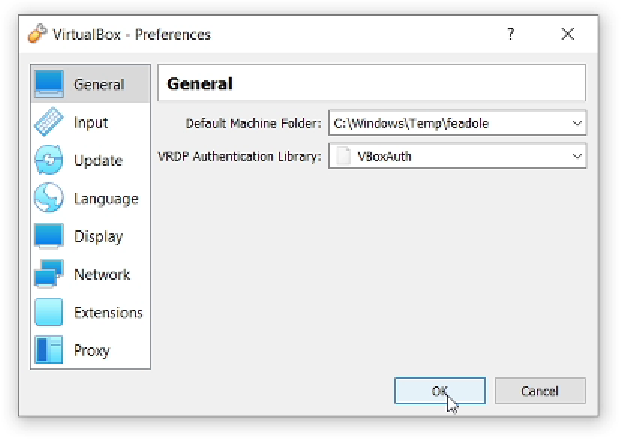 VirtualBox - Preferences ?
General
General
Default Machine Folder: C:\Windows\Temp\feadole
Input
VRDP Authentication Library: VBoxAuth
Update
Language
Display
Network
Extensions
Proxy
OK Cancel